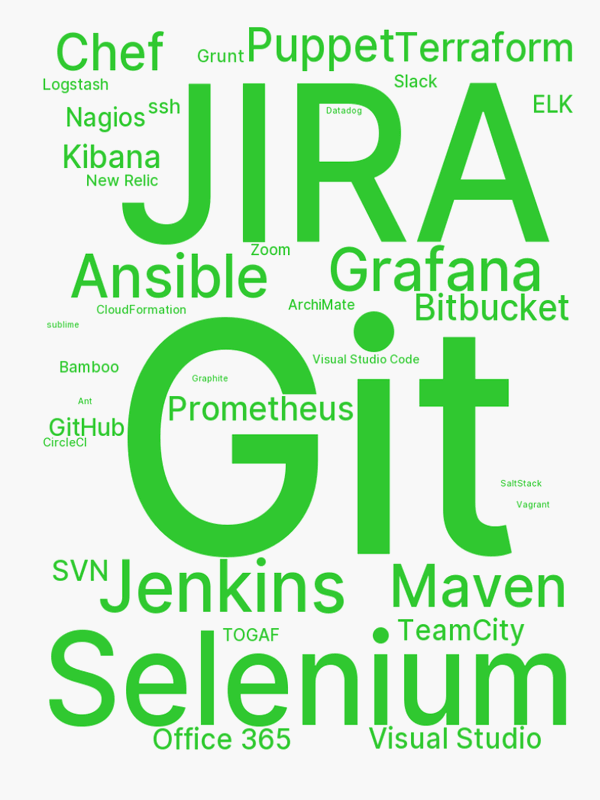 Chef
Grunt
Puppet
Terraform
Logstash
Slack
JIRA
Nagios
ssh
Datadog
ELK
Kibana
New Relic
Zoom
Ansible
Grafana
CloudFormation
ArchiMate
Bitbucket
sublime
Git
Visual Studio Code
Bamboo
Graphite
Ant
Prometheus
GitHub
CircleCI
SaltStack
Vagrant
SVN
Jenkins
Maven
TOGAF
TeamCity
Selenium
Office 365
Visual Studio